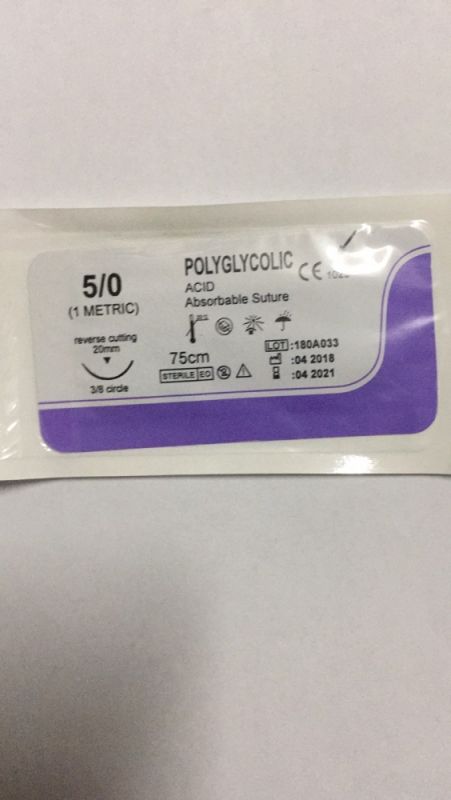 5/0
(1 METRIC)
reverse cutting
20mm
3/8 circle
POLYGLYCOLIC
ACID
Absorbable Suture
CE
75cm
STERILE EO
LOT :180A033
:04 2018
:04 2021